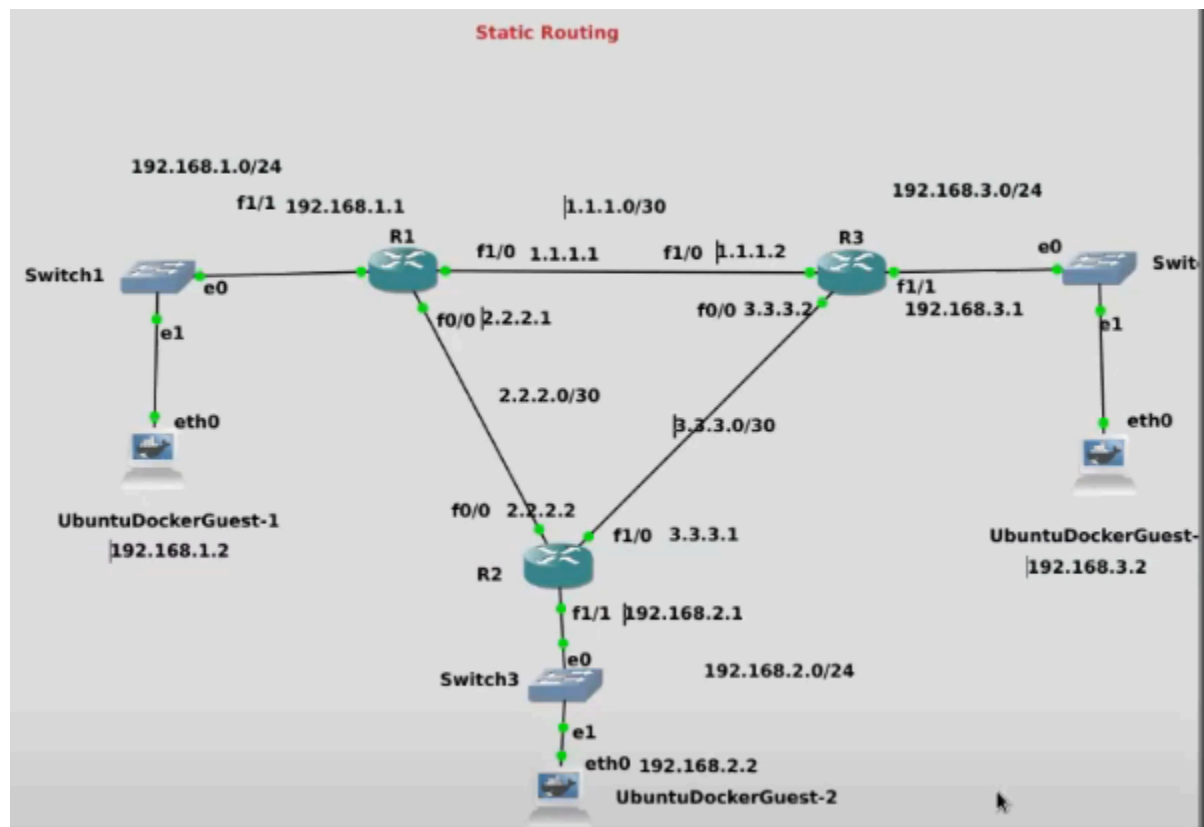 Static Routing
192.168.1.0/24
f1/1 192.168.1.1
1.1.1.0/30
192.168.3.0/24
R1
f1/0 1.1.1.1
f1/0 1.1.1.2
R3
e0
Switch1
e0
Swit
f1/1
192.168.3.1
e1
f0/0 2.2.2.1
f0/0 3.3.3.2
e1
2.2.2.0/30
3.3.3.0/30
eth0
eth0
UbuntuDockerGuest-1
192.168.1.2
f0/0 2.2.2.2
f1/0 3.3.3.1
UbuntuDockerGuest-
192.168.3.2
R2
f1/1 192.168.2.1
e0
Switch3
192.168.2.0/24
e1
eth0 192.168.2.2
UbuntuDockerGuest-2